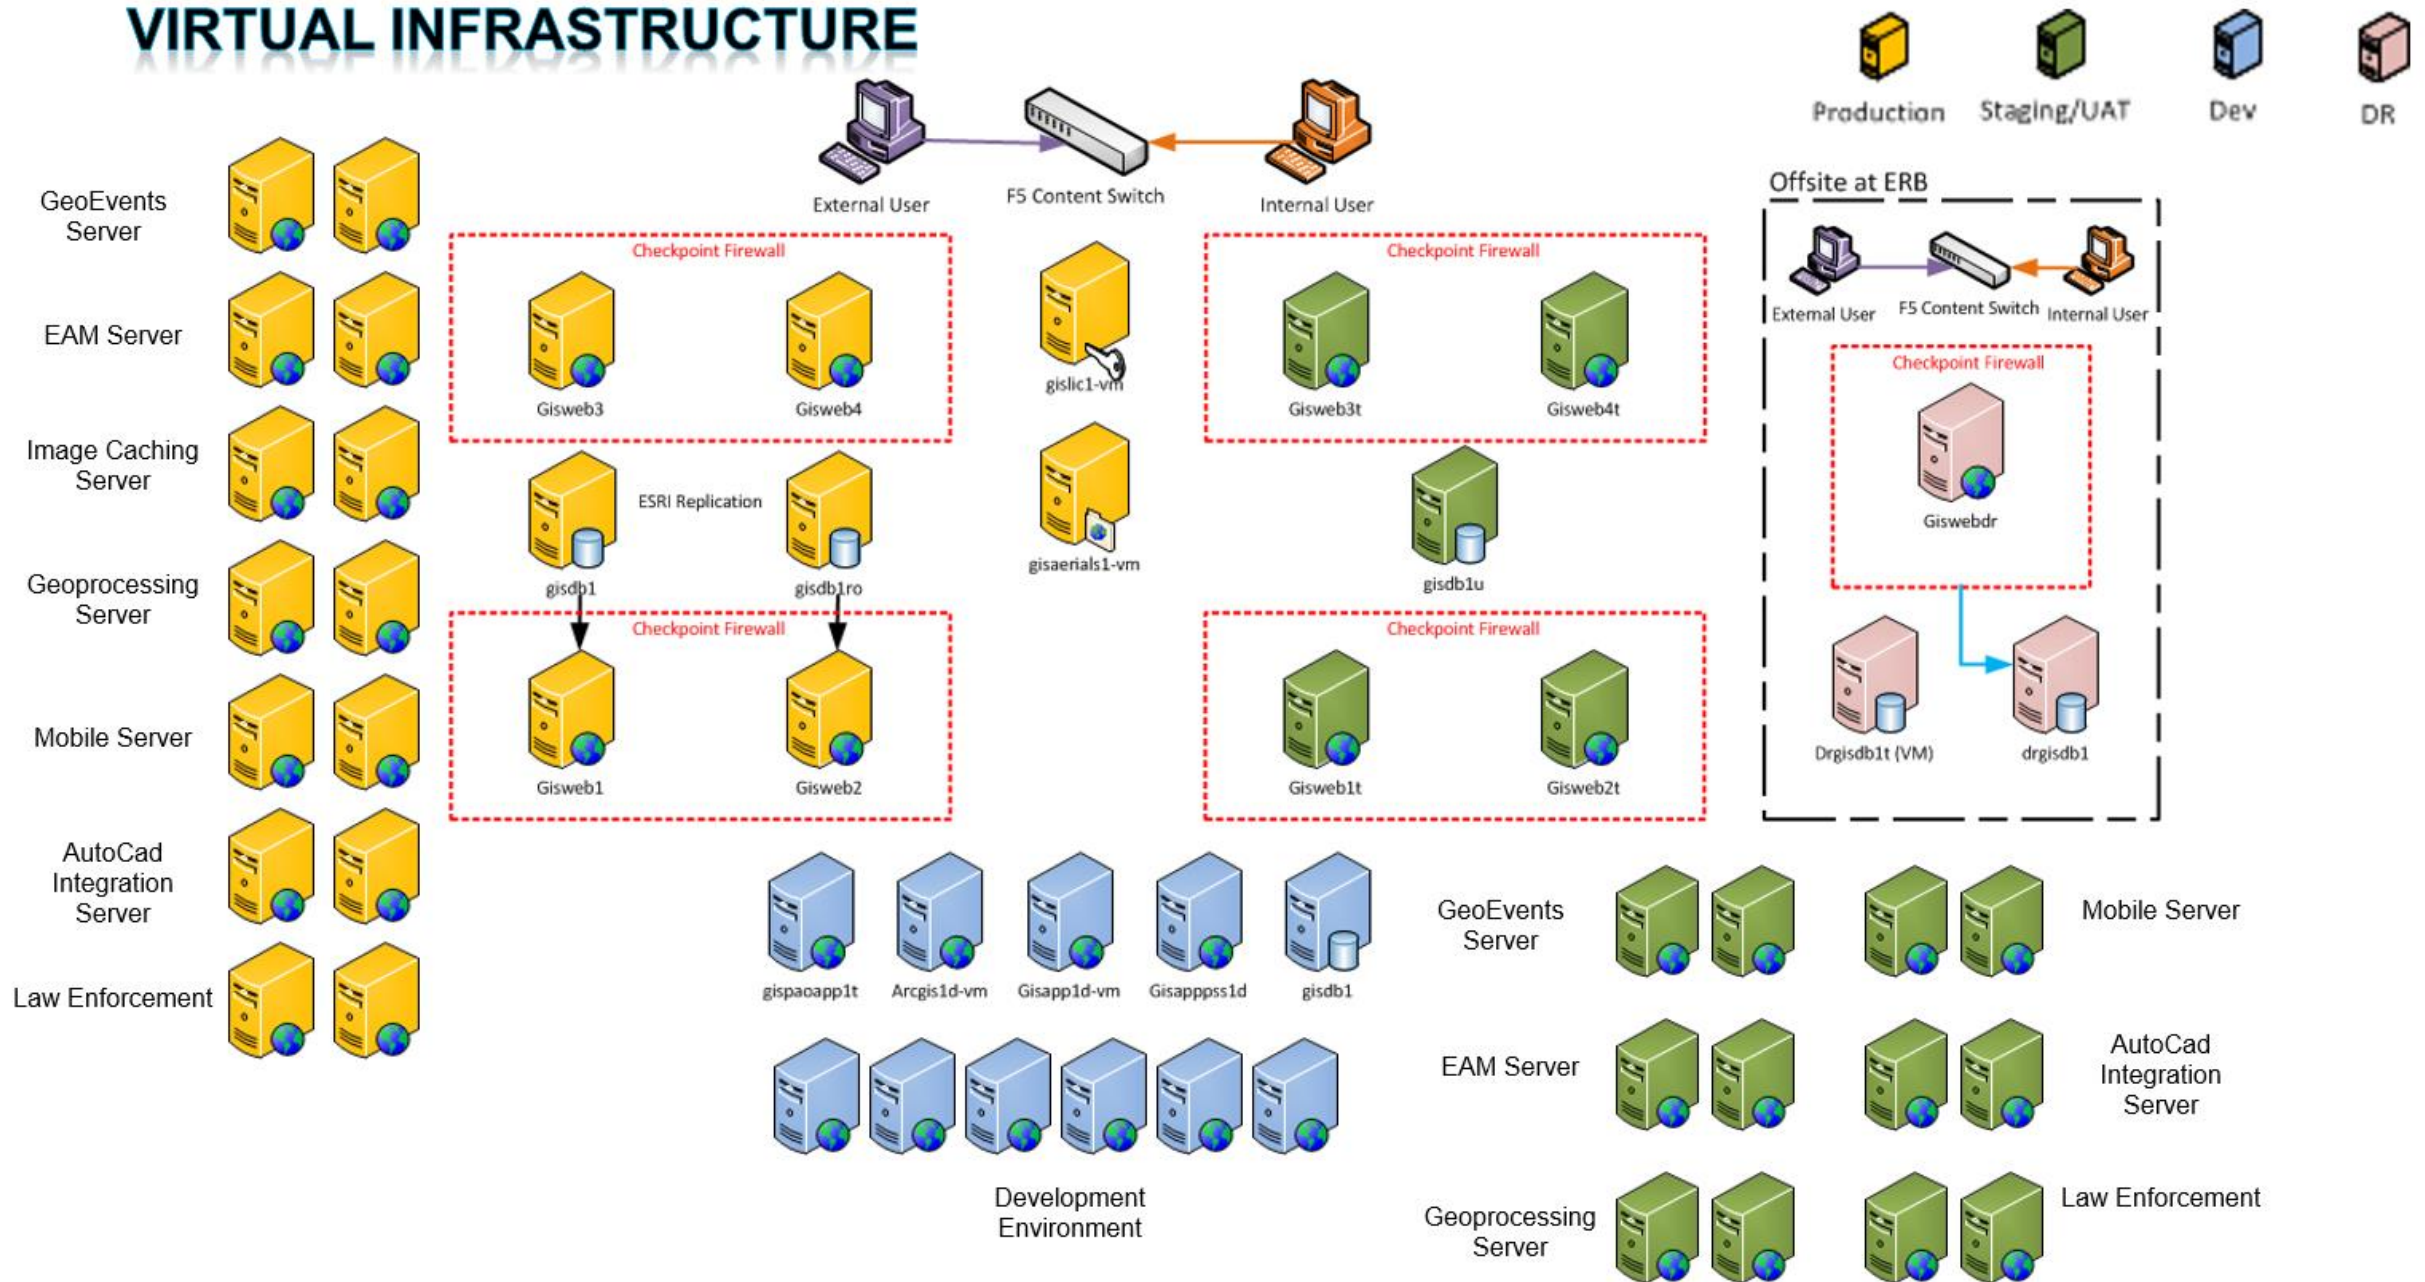 VIRTUAL INFRASTRUCTURE
Production
Staging/UAT
Dev
DR
External User
F5 Content Switch
Internal User
GeoEvents
Server
EAM Server
Image Caching
Server
Geoprocessing
Server
Mobile Server
AutoCad
Integration
Server
Law Enforcement
Checkpoint Firewall
Gisweb3
Gisweb4
gisdb1
ESRI Replication
gisdb1ro
Checkpoint Firewall
Gisweb1
Gisweb2
gislic1-vm
gisaerials1-vm
Checkpoint Firewall
Gisweb3t
Gisweb4t
gisdb1u
Checkpoint Firewall
Gisweb1t
Gisweb2t
Offsite at ERB
External User
F5 Content Switch
Internal User
Checkpoint Firewall
Giswebdr
Drgisdb1t (VM)
drgisdb1
gispaoapp1t
Arcgis1d-vm
Gisapp1d-vm
Gisapppss1d
gisdb1
Development
Environment
GeoEvents
Server
Mobile Server
EAM Server
AutoCad
Integration
Server
Geoprocessing
Server
Law Enforcement